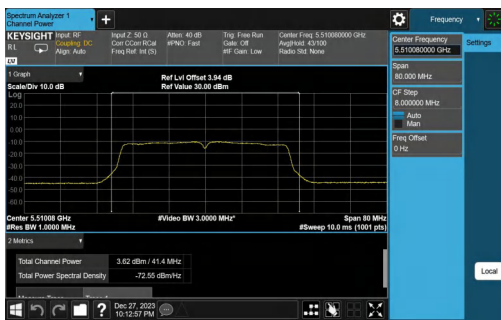 Spectrum Analyzer 1
Channel Power
+
Frequency
KEYSIGHT
Input: RF
Coupling: DC
Align: Auto
Input Z: 50 Ω
Corr CCorr RCal
Freq Ref: Int (S)
Atten: 40 dB
#PNO: Fast
Trig: Free Run
Gate: Off
#IF Gain: Low
Center Freq: 5.510080000 GHz
Avg|Hold: 43/100
Radio Std: None
R L
LXI
Center Frequency
5.510080000 GHz
Settings
Span
80.000 MHz
CF Step
8.000000 MHz
Auto
Man
Freq Offset
0 Hz
Local
1 Graph
Scale/Div 10.0 dB
Ref Lvl Offset 3.94 dB
Ref Value 30.00 dBm
Log
20.0
10.0
0.00
-10.0
-20.0
-30.0
-40.0
-50.0
-60.0
Center 5.51008 GHz
#Res BW 1.0000 MHz
#Video BW 3.0000 MHz*
Span 80 MHz
#Sweep 10.0 ms (1001 pts)
2 Metrics
Total Channel Power 3.62 dBm / 41.4 MHz
Total Power Spectral Density -72.55 dBm/Hz
?
Dec 27, 2023
10:12:57 PM